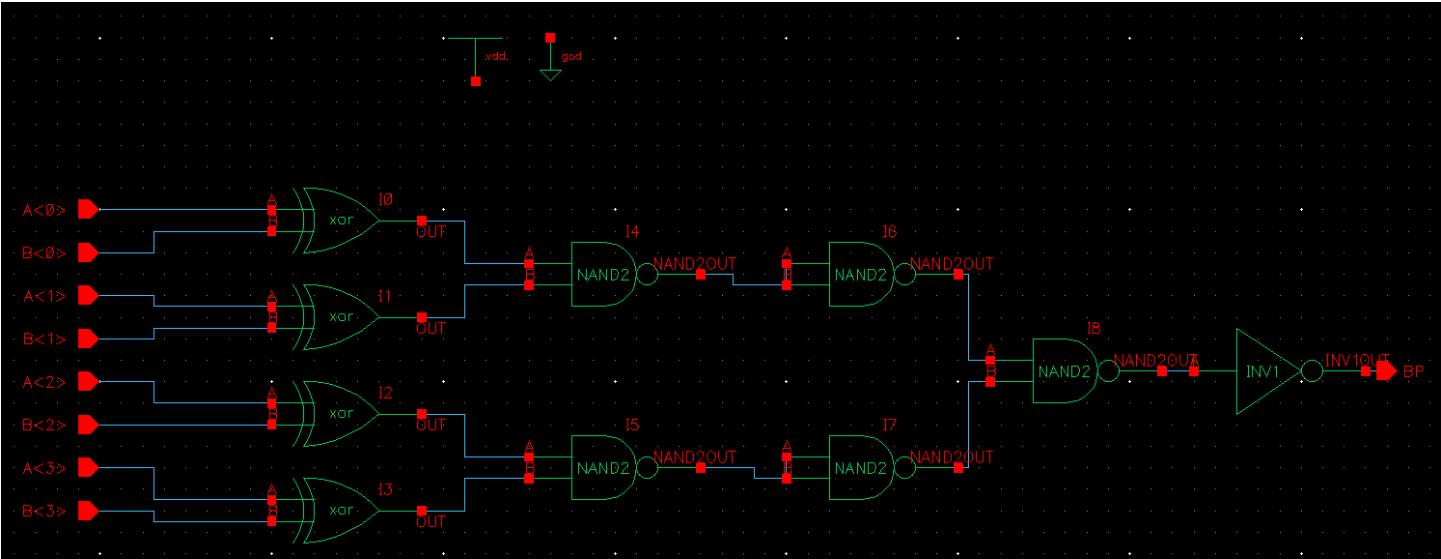 vdd
gnd
A<0>
A
B
xor
I0
OUT
B<0>
A<1>
A
B
xor
I1
OUT
B<1>
A<2>
A
B
xor
I2
OUT
B<2>
A<3>
A
B
xor
I3
OUT
B<3>
A
B
NAND2
I4
NAND2OUT
A
B
NAND2
I5
NAND2OUT
A
B
NAND2
I6
NAND2OUT
A
B
NAND2
I7
NAND2OUT
A
B
NAND2
I8
NAND2OUT
A
INV1
INV1OUT
BP